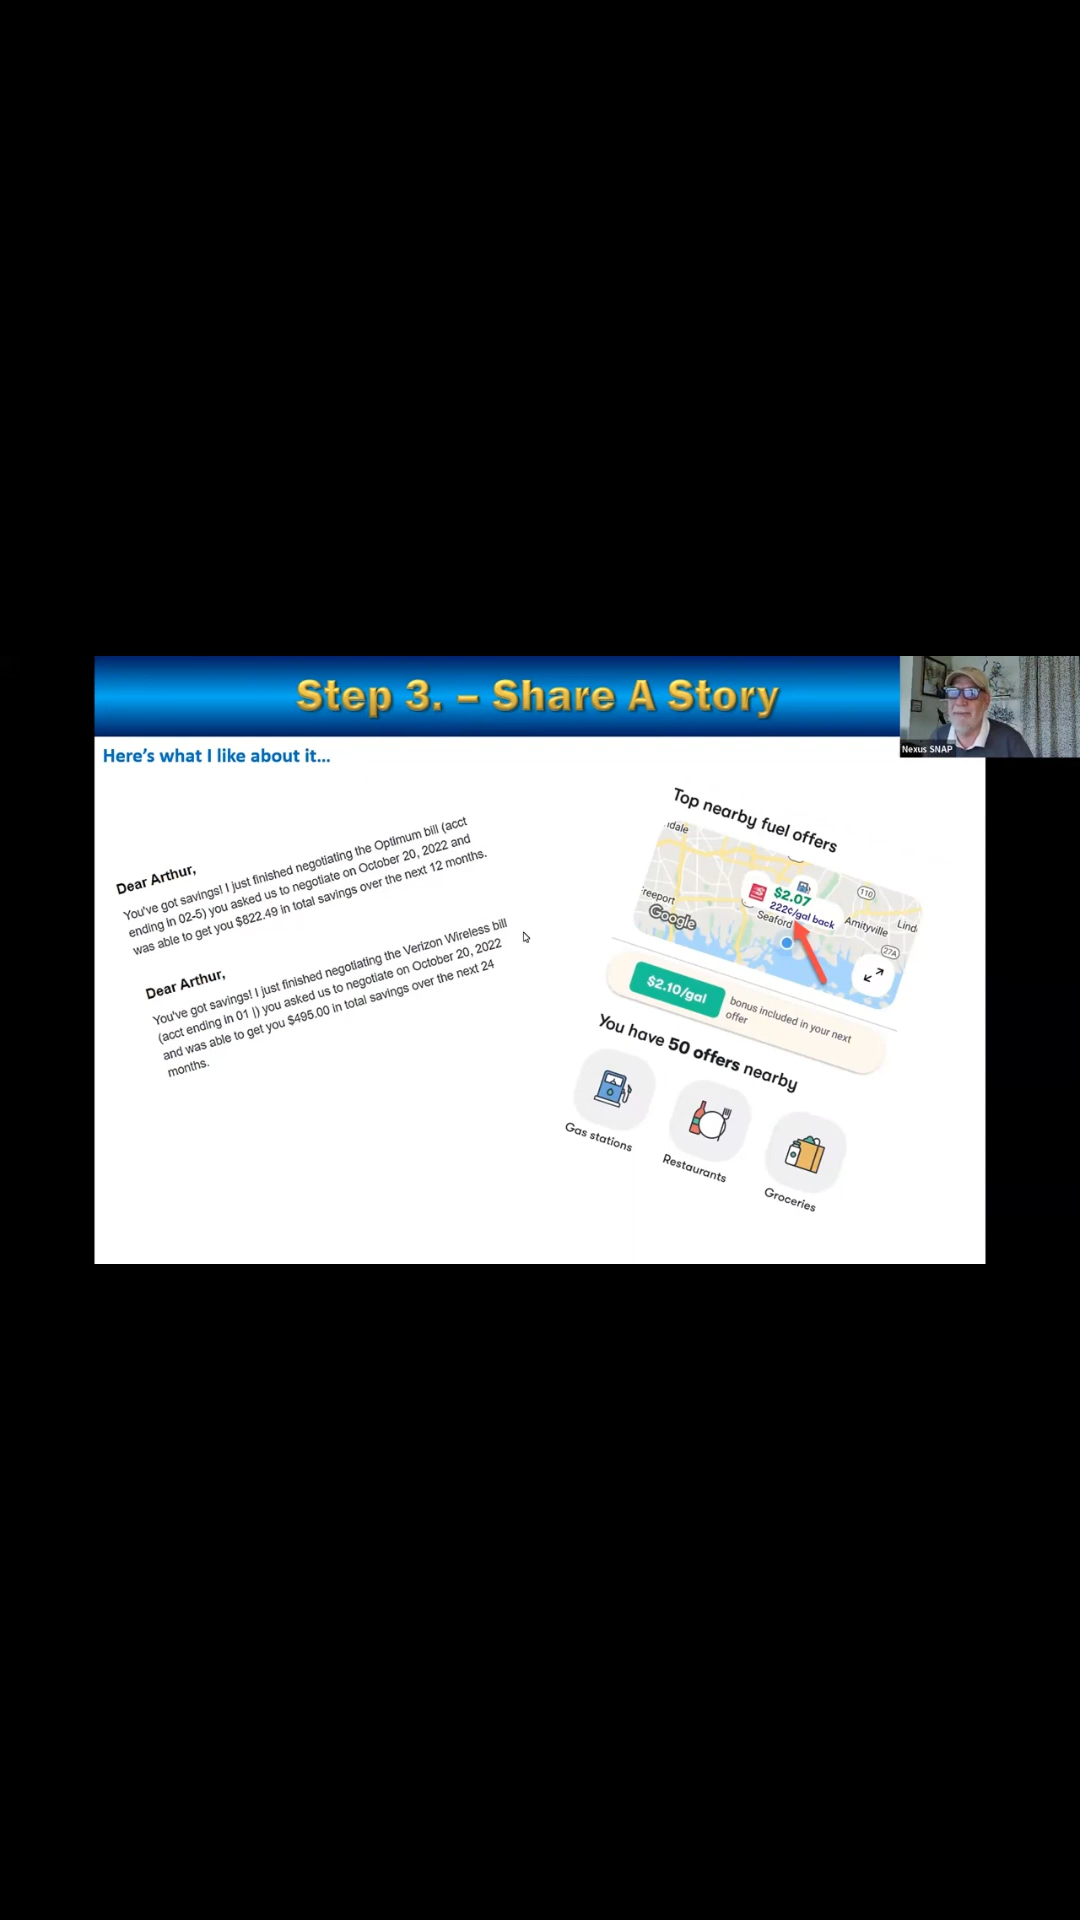 Step 3. – Share A Story
Nexus SNAP
Here's what I like about it...
Dear Arthur,
You've got savings! I just finished negotiating the Optimum bill (acct
ending in 02-5) you asked us to negotiate on October 20, 2022 and
was able to get you $822.49 in total savings over the next 12 months.
Dear Arthur,
You've got savings! I just finished negotiating the Verizon Wireless bill
(acct ending in 01 |) you asked us to negotiate on October 20, 2022
and was able to get you $495.00 in total savings over the next 24
months.
Top nearby fuel offers
dale
110
$2.07
222¢/gal back
reeport
Google
Seaford
Amityville
Lind
27A
$2.10/gal
bonus included in your next
offer
You have 50 offers nearby
Gas stations
Restaurants
Groceries